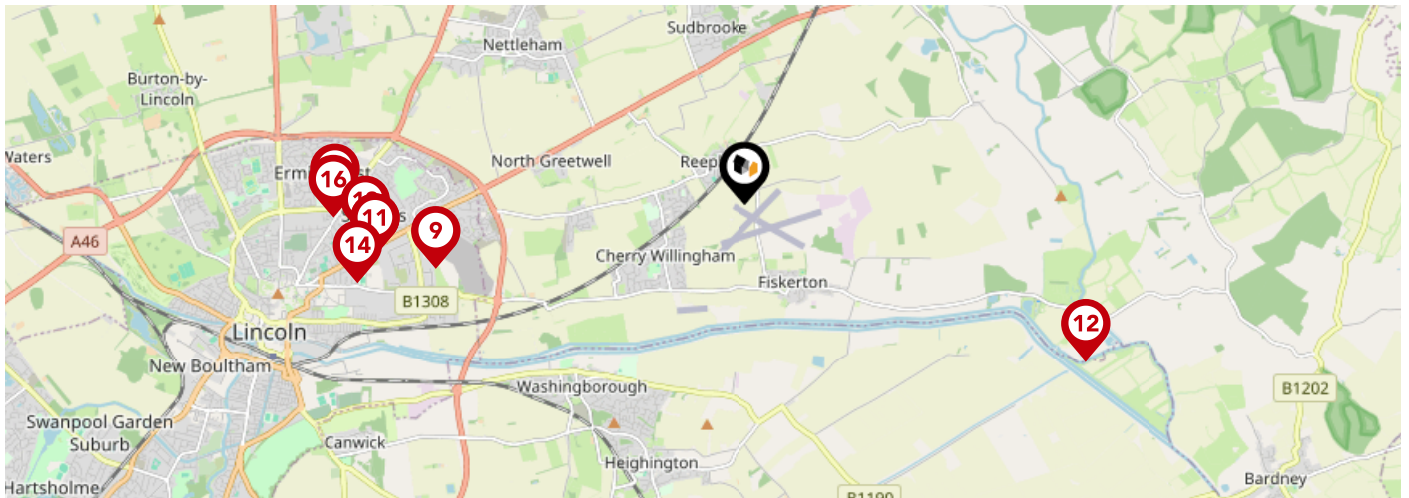 Sudbrooke
Nettleham
Burton-by-
Lincoln
Waters
North Greetwell
16
11
9
14
A46
Cherry Willingham
Fiskerton
B1308
12
Lincoln
New Boultham
Washingborough
B1202
Swanpool Garden
Suburb
Canwick
Heighington
Bardney
Hartsholme
B1190